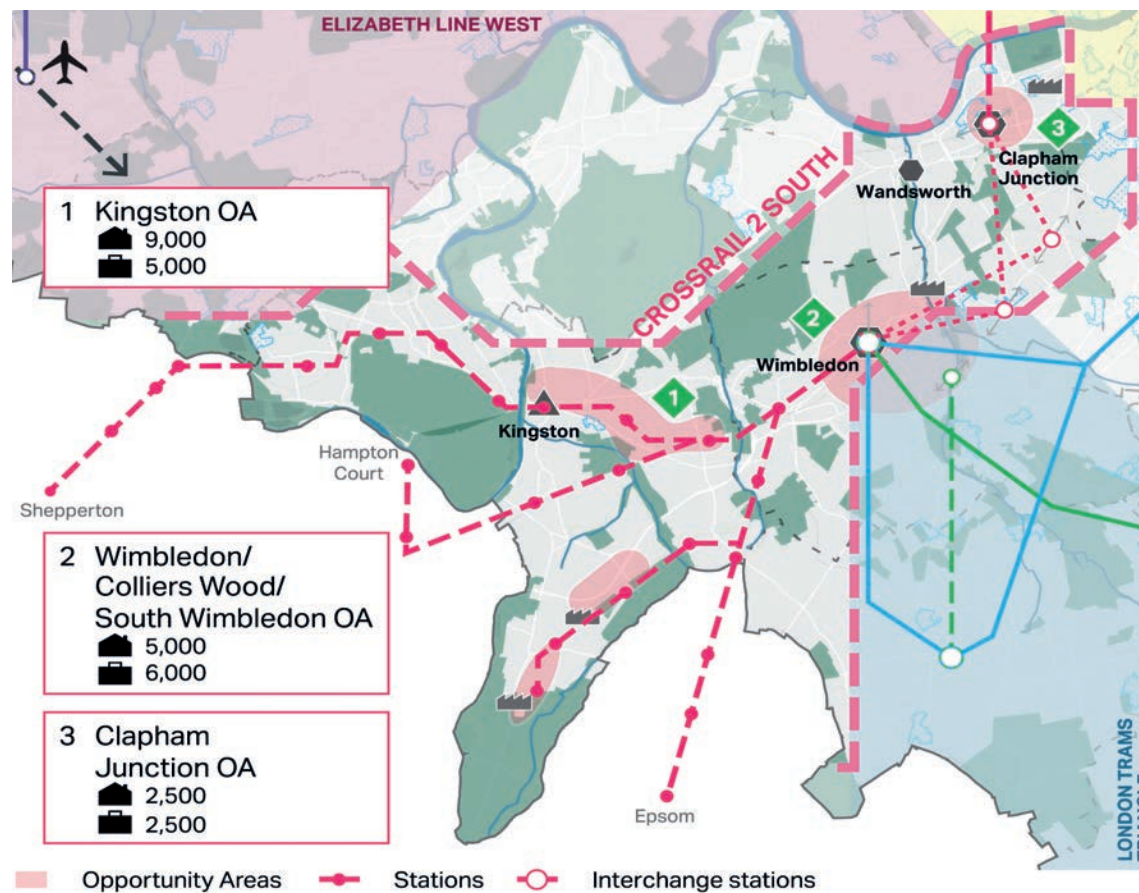 ELIZABETH LINE WEST
1 Kingston OA
9,000
5,000
CROSSRAIL 2 SOUTH
3
Clapham
Junction
Wandsworth
2
Wimbledon
1
Kingston
Hampton
Court
Shepperton
2 Wimbledon/
Colliers Wood/
South Wimbledon OA
5,000
6,000
3 Clapham
Junction OA
2,500
2,500
Epsom
LONDON TRAMS
Opportunity Areas
Stations
Interchange stations